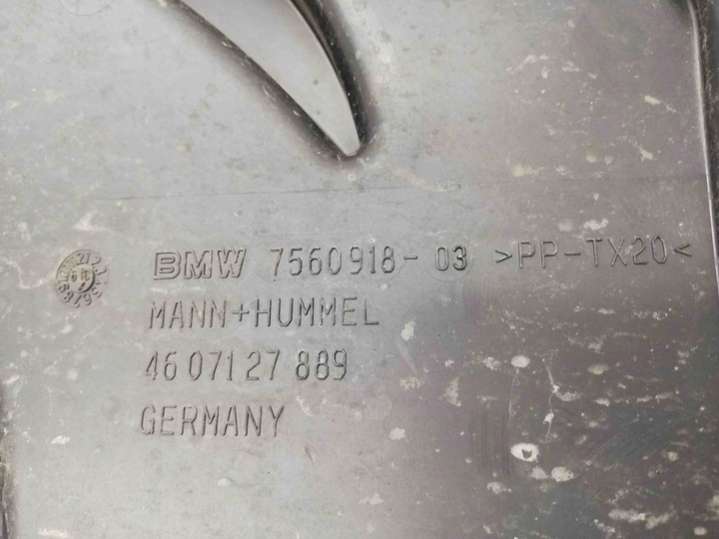 BMW 7560918-03 >PP-TX20<
MANN+HUMMEL
46 071 27 889
GERMANY